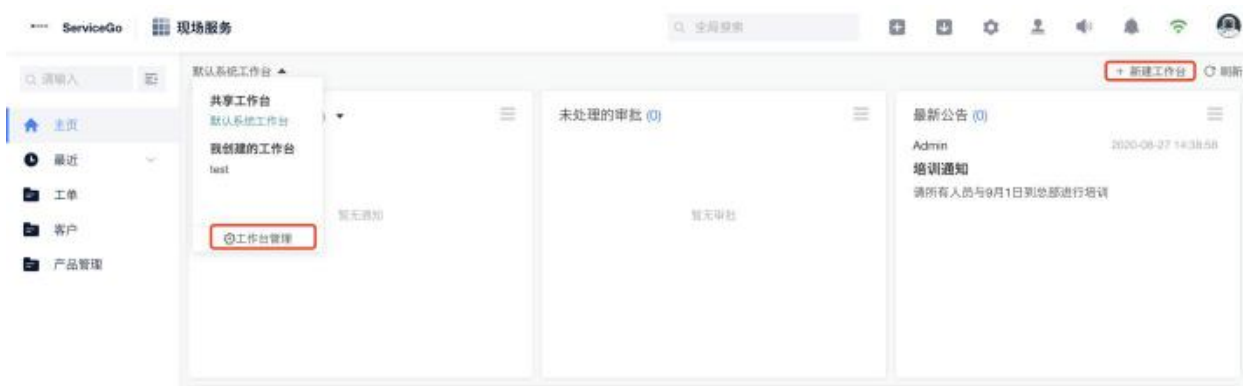 ServiceGo
现场服务
全局搜索
请输入
默认系统工作台
+ 新建工作台
刷新
主页
最近
工单
客户
产品管理
共享工作台
默认系统工作台
我创建的工作台
test
工作台管理
暂无通知
未处理的审批 (0)
暂无审批
最新公告 (0)
Admin
2020-08-27 14:38:58
培训通知
请所有人员与9月1日到总部进行培训